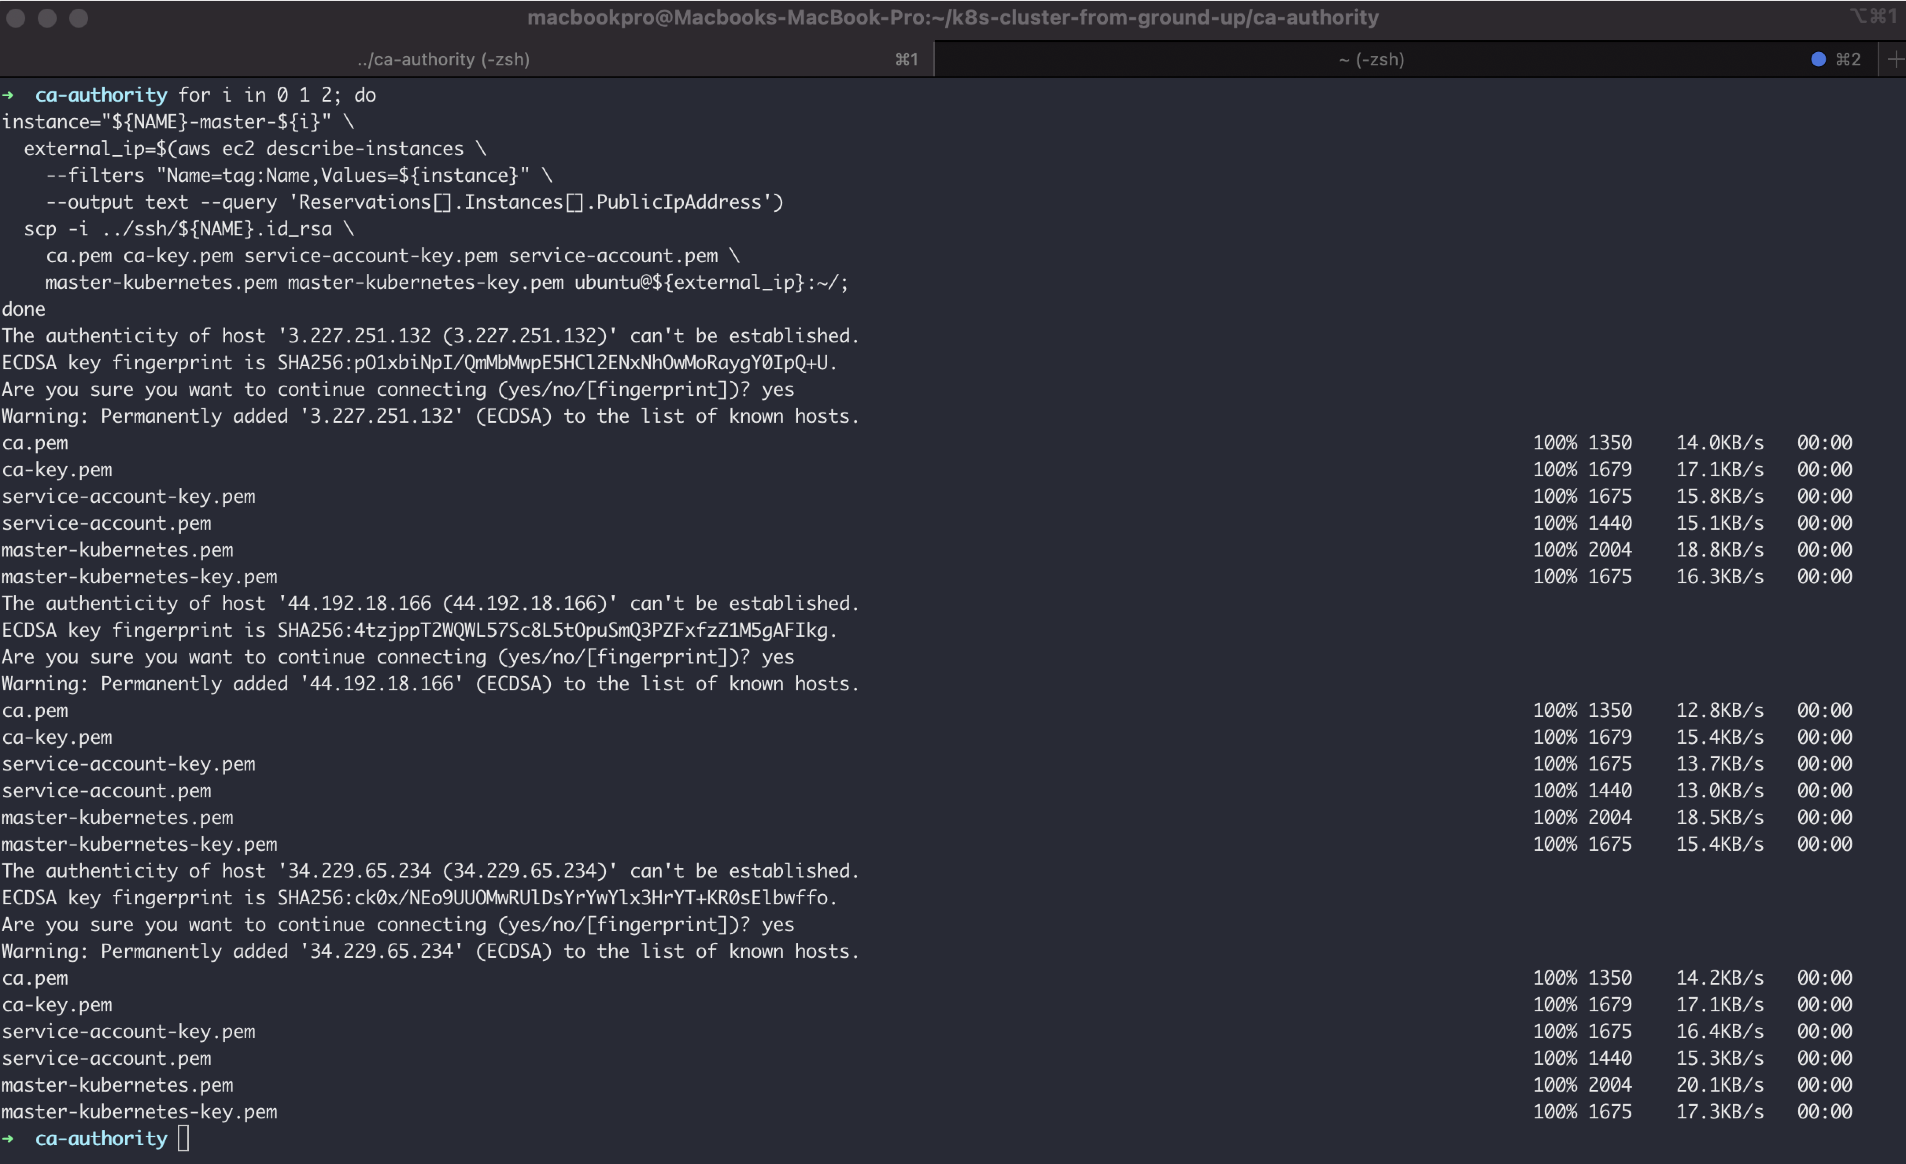 macbookpro@Macbooks-MacBook-Pro:~/k8s-cluster-from-ground-up/ca-authority ⌥⌘1
../ca-authority (-zsh) ⌘1 ~ (-zsh) ⌘2
→ ca-authority for i in 0 1 2; do
instance="${NAME}-master-${i}" \
  external_ip=$(aws ec2 describe-instances \
    --filters "Name=tag:Name,Values=${instance}" \
    --output text --query 'Reservations[].Instances[].PublicIpAddress')
  scp -i ../ssh/${NAME}.id_rsa \
    ca.pem ca-key.pem service-account-key.pem service-account.pem \
    master-kubernetes.pem master-kubernetes-key.pem ubuntu@${external_ip}:~/;
done
The authenticity of host '3.227.251.132 (3.227.251.132)' can't be established.
ECDSA key fingerprint is SHA256:pO1xbiNpI/QmMbMwpE5HCl2ENxNhOwMoRaygY0IpQ+U.
Are you sure you want to continue connecting (yes/no/[fingerprint])? yes
Warning: Permanently added '3.227.251.132' (ECDSA) to the list of known hosts.
ca.pem 100% 1350 14.0KB/s 00:00
ca-key.pem 100% 1679 17.1KB/s 00:00
service-account-key.pem 100% 1675 15.8KB/s 00:00
service-account.pem 100% 1440 15.1KB/s 00:00
master-kubernetes.pem 100% 2004 18.8KB/s 00:00
master-kubernetes-key.pem 100% 1675 16.3KB/s 00:00
The authenticity of host '44.192.18.166 (44.192.18.166)' can't be established.
ECDSA key fingerprint is SHA256:4tzjppT2WQWL57Sc8L5tOpuSmQ3PZFxfzZ1M5gAFIkg.
Are you sure you want to continue connecting (yes/no/[fingerprint])? yes
Warning: Permanently added '44.192.18.166' (ECDSA) to the list of known hosts.
ca.pem 100% 1350 12.8KB/s 00:00
ca-key.pem 100% 1679 15.4KB/s 00:00
service-account-key.pem 100% 1675 13.7KB/s 00:00
service-account.pem 100% 1440 13.0KB/s 00:00
master-kubernetes.pem 100% 2004 18.5KB/s 00:00
master-kubernetes-key.pem 100% 1675 15.4KB/s 00:00
The authenticity of host '34.229.65.234 (34.229.65.234)' can't be established.
ECDSA key fingerprint is SHA256:ck0x/NEo9UUOMwRUlDsYrYwYlx3HrYT+KR0sElbwffo.
Are you sure you want to continue connecting (yes/no/[fingerprint])? yes
Warning: Permanently added '34.229.65.234' (ECDSA) to the list of known hosts.
ca.pem 100% 1350 14.2KB/s 00:00
ca-key.pem 100% 1679 17.1KB/s 00:00
service-account-key.pem 100% 1675 16.4KB/s 00:00
service-account.pem 100% 1440 15.3KB/s 00:00
master-kubernetes.pem 100% 2004 20.1KB/s 00:00
master-kubernetes-key.pem 100% 1675 17.3KB/s 00:00
→ ca-authority